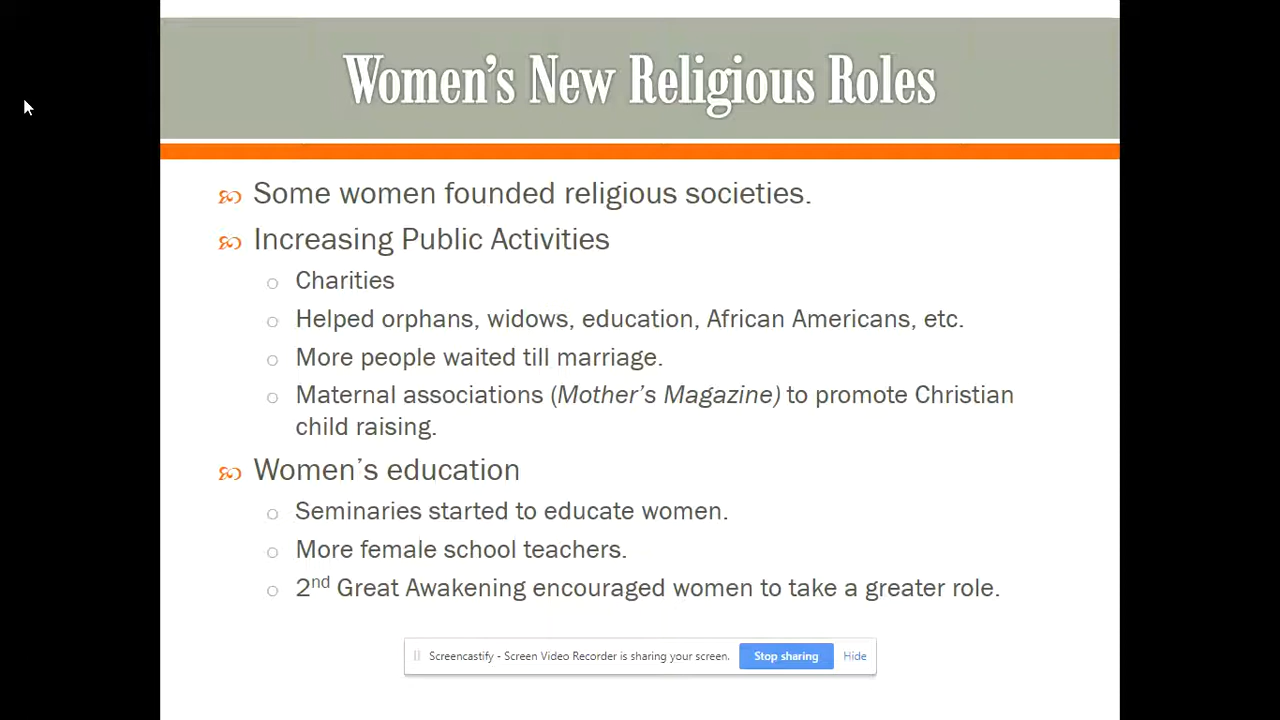 Women's New Religious Roles
Some women founded religious societies.
Increasing Public Activities
Charities
Helped orphans, widows, education, African Americans, etc.
More people waited till marriage.
Maternal associations (Mother's Magazine) to promote Christian
child raising.
Women's education
Seminaries started to educate women.
More female school teachers.
2nd Great Awakening encouraged women to take a greater role.
Screencastify - Screen Video Recorder is sharing your screen. Stop sharing Hide